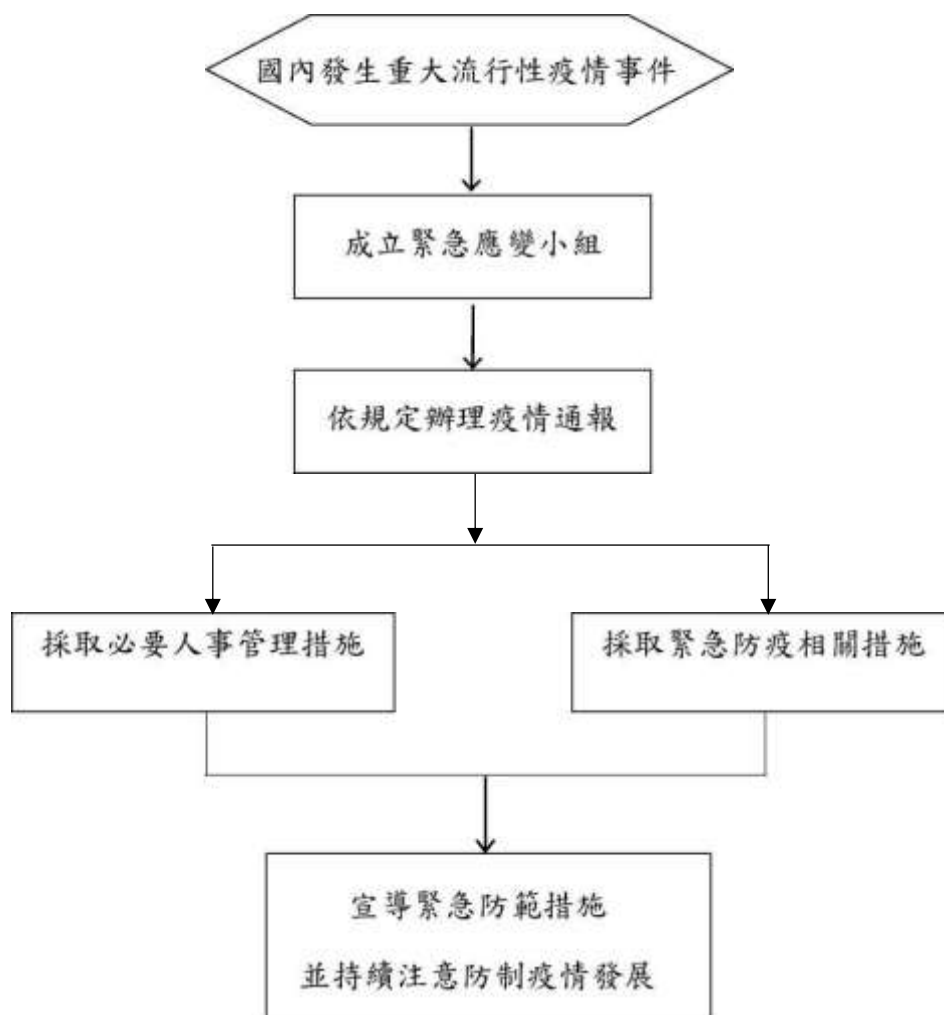 國內發生重大流行性疫情事件
成立緊急應變小組
依規定辦理疫情通報
採取必要人事管理措施
採取緊急防疫相關措施
宣導緊急防範措施
並持續注意防制疫情發展